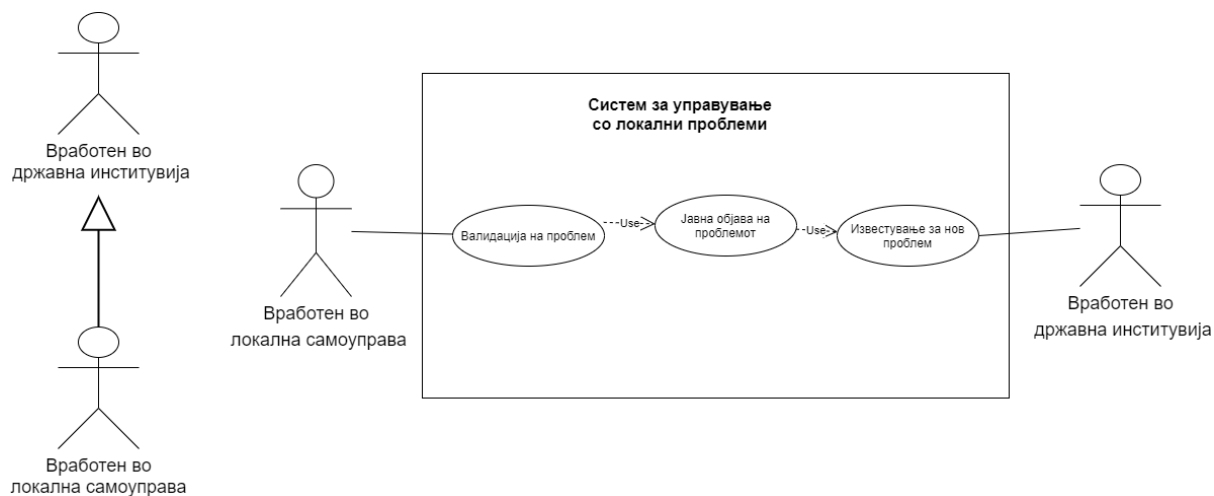 Вработен во
државна институвија
Вработен во
локална самоуправа
Вработен во
локална самоуправа
Систем за управување
со локални проблеми
Валидација на проблем
Use
Јавна објава на
проблемот
Use
Известување за нов
проблем
Вработен во
државна институвија